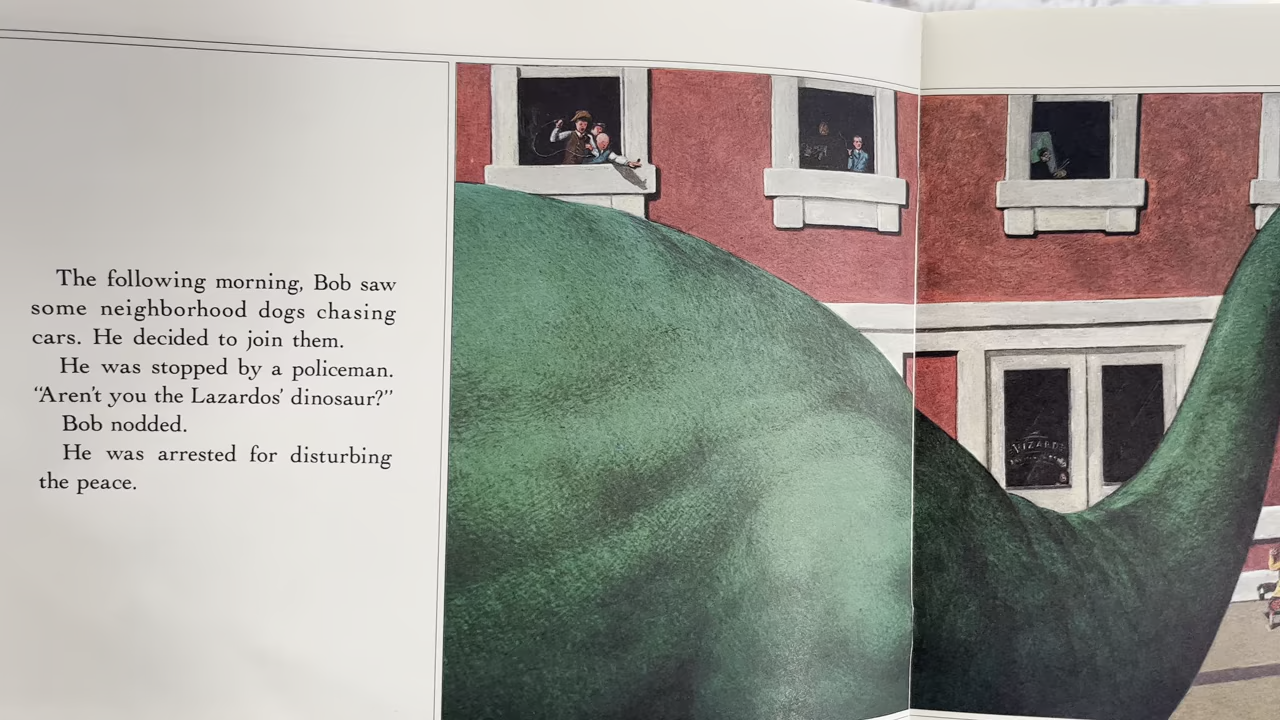 The following morning, Bob saw
some neighborhood dogs chasing
cars. He decided to join them.
He was stopped by a policeman.
“Aren’t you the Lazardos’ dinosaur?”
Bob nodded.
He was arrested for disturbing
the peace.